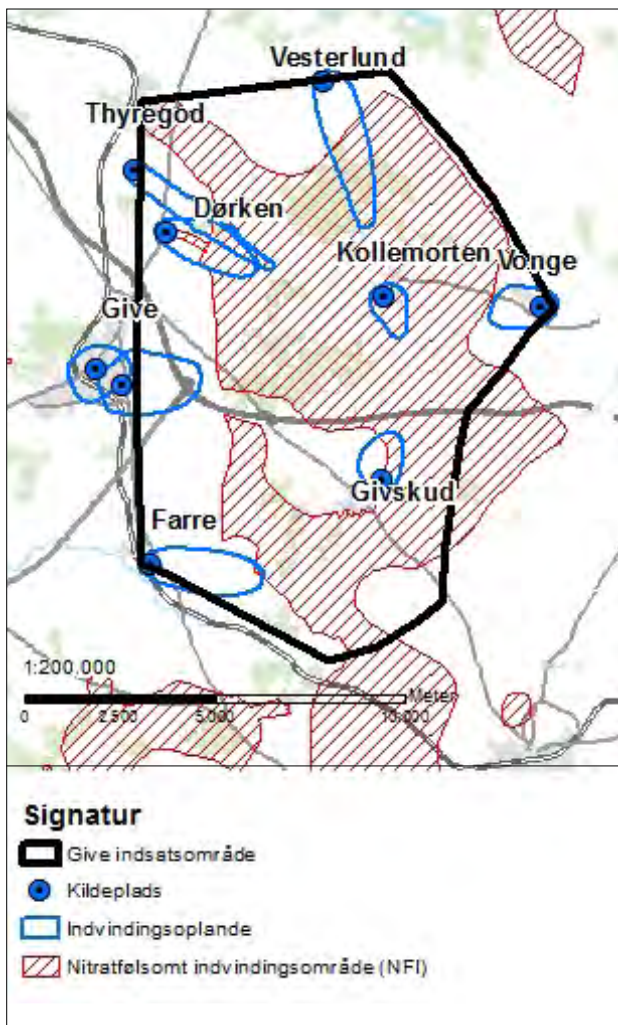 Vesterlund
Thyregod
Dørken
Kollemorten
Vonge
Give
Givskud
Farre
1:200.000
Meter
0 2.500 5.000 10.000
Signatur
Give indsatsområde
Kildeplads
Indvindingsoplande
Nitratfølsomt indvindingsområde (NFI)